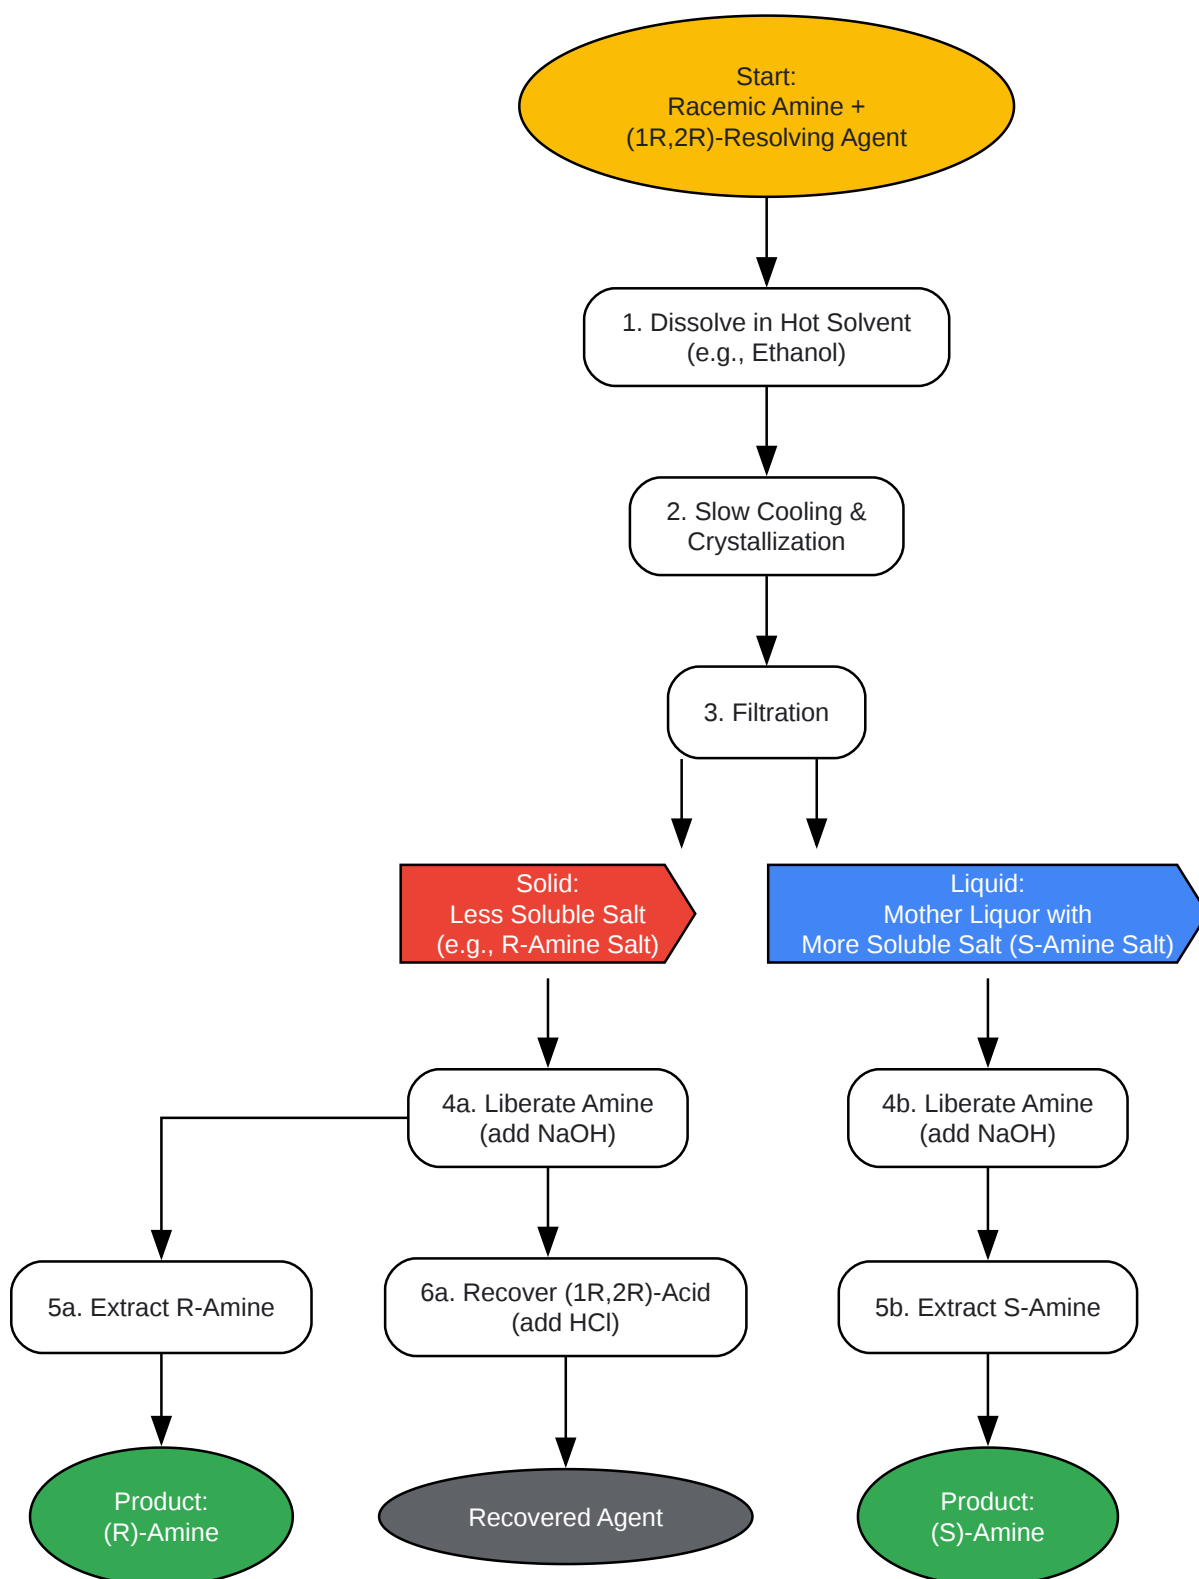 Start:
Racemic Amine +
(1R,2R)-Resolving Agent
1. Dissolve in Hot Solvent
(e.g., Ethanol)
2. Slow Cooling &
Crystallization
3. Filtration
Solid:
Less Soluble Salt
(e.g., R-Amine Salt)
Liquid:
Mother Liquor with
More Soluble Salt (S-Amine Salt)
4a. Liberate Amine
(add NaOH)
4b. Liberate Amine
(add NaOH)
5a. Extract R-Amine
6a. Recover (1R,2R)-Acid
(add HCl)
5b. Extract S-Amine
Product:
(R)-Amine
Recovered Agent
Product:
(S)-Amine